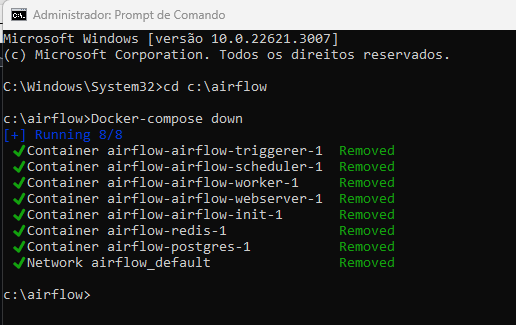 Administrador: Prompt de Comando
Microsoft Windows [versão 10.0.22621.3007]
(c) Microsoft Corporation. Todos os direitos reservados.
C:\Windows\System32>cd c:\airflow
c:\airflow>Docker-compose down
[+] Running 8/8
✔Container airflow-airflow-triggerer-1 Removed
✔Container airflow-airflow-scheduler-1 Removed
✔Container airflow-airflow-worker-1 Removed
✔Container airflow-airflow-webserver-1 Removed
✔Container airflow-airflow-init-1 Removed
✔Container airflow-redis-1 Removed
✔Container airflow-postgres-1 Removed
✔Network airflow_default Removed
c:\airflow>